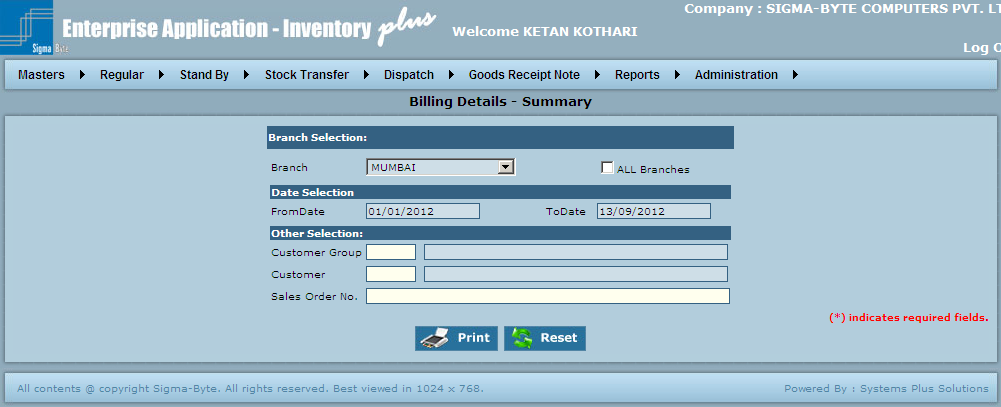 Company : SIGMA-BYTE COMPUTERS PVT.
Enterprise Application - Inventory plus
Welcome KETAN KOTHARI
Sigma Byte
Log
Masters Regular Stand By Stock Transfer Dispatch Goods Receipt Note Reports Administration
Billing Details - Summary
Branch Selection:
Branch MUMBAI ALL Branches
Date Selection
FromDate 01/01/2012 ToDate 13/09/2012
Other Selection:
Customer Group
Customer
Sales Order No.
(*) indicates required fields.
Print Reset
All contents @ copyright Sigma-Byte. All rights reserved. Best viewed in 1024 x 768. Powered By : Systems Plus Solutions